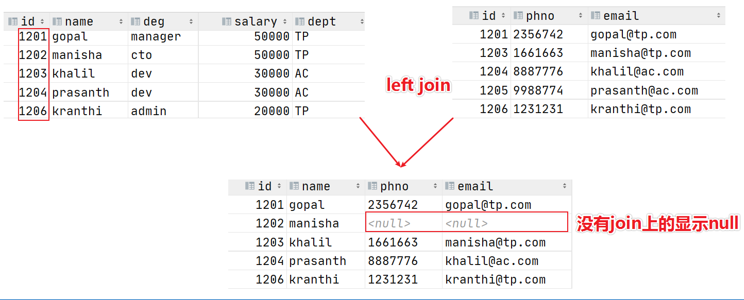 id name deg salary dept
1201 gopal manager 50000 TP
1202 manisha cto 50000 TP
1203 khalil dev 30000 AC
1204 prasanth dev 30000 AC
1206 kranthi admin 20000 TP
id phno email
1201 2356742 gopal@tp.com
1203 1661663 manisha@tp.com
1204 8887776 khalil@ac.com
1205 9988774 prasanth@ac.com
1206 1231231 kranthi@tp.com
left join
id name phno email
1201 gopal 2356742 gopal@tp.com
1202 manisha <null> <null>
1203 khalil 1661663 manisha@tp.com
1204 prasanth 8887776 khalil@ac.com
1206 kranthi 1231231 kranthi@tp.com
没有join上的显示null